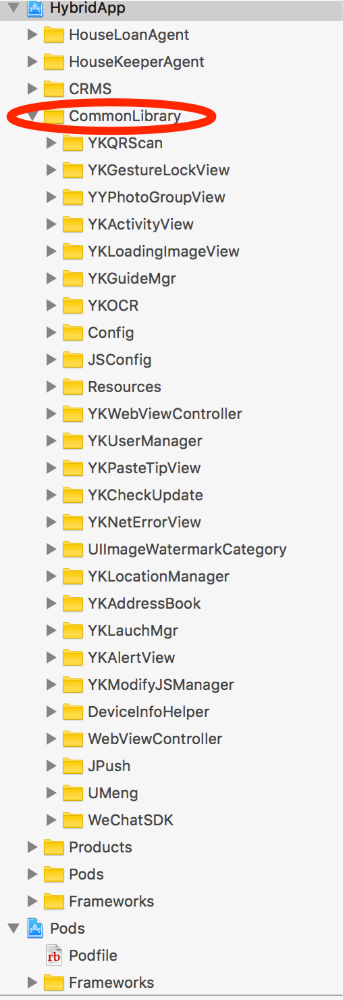 HybridApp
HouseLoanAgent
HouseKeeperAgent
CRMS
CommonLibrary
YKQRScan
YKGestureLockView
YYPhotoGroupView
YKActivityView
YKLoadingImageView
YKGuideMgr
YKOCR
Config
JSConfig
Resources
YKWebViewController
YKUserManager
YKPasteTipView
YKCheckUpdate
YKNetErrorView
UIImageWatermarkCategory
YKLocationManager
YKAddressBook
YKLauchMgr
YKAlertView
YKModifyJSManager
DeviceInfoHelper
WebViewController
JPush
UMeng
WeChatSDK
Products
Pods
Frameworks
Pods
rb Podfile
Frameworks